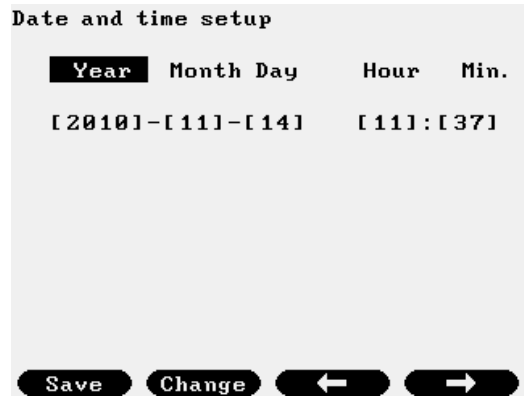 Date and time setup
Year Month Day Hour Min.
[2010]-[11]-[14] [11]:[37]
Save Change ← →